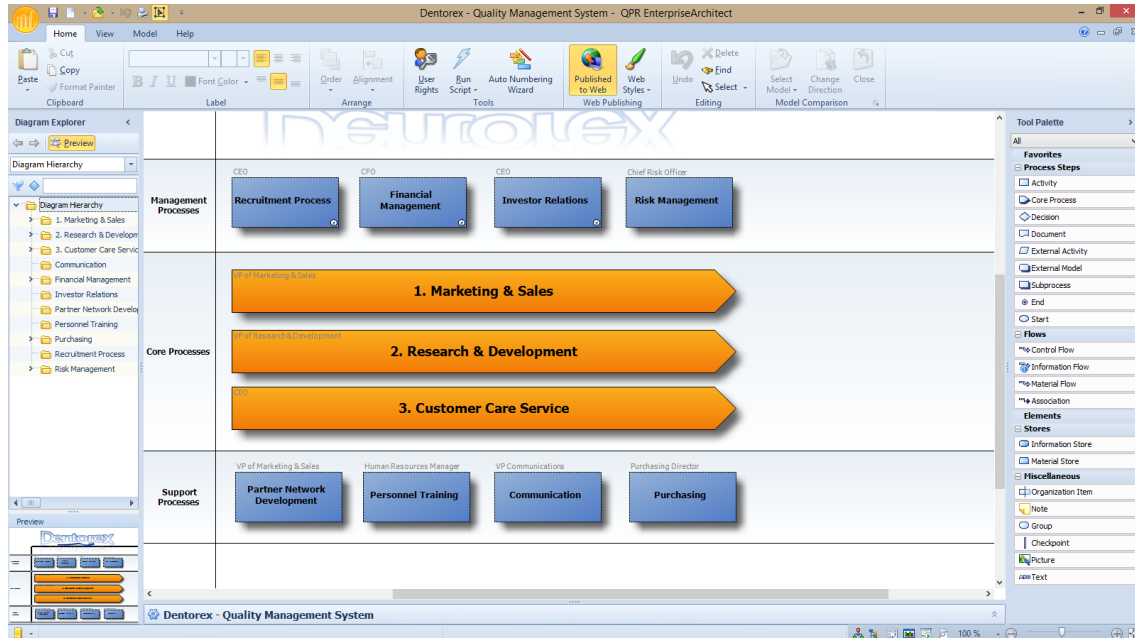 Dentorex - Quality Management System - QPR EnterpriseArchitect
Home View Model Help
Paste
Cut
Copy
Format Painter
Clipboard
B I U Font Color
Label
Order
Alignment
Arrange
User Rights
Run Script
Auto Numbering Wizard
Tools
Published to Web
Web Styles
Web Publishing
Undo
Delete
Find
Select
Editing
Select Model
Change Direction
Close
Model Comparison
Diagram Explorer
Preview
Diagram Hierarchy
Diagram Hierarchy
1. Marketing & Sales
2. Research & Developm
3. Customer Care Servic
Communication
Financial Management
Investor Relations
Partner Network Develop
Personnel Training
Purchasing
Recruitment Process
Risk Management
Preview
Dentorex
Management
Processes
CEO
Recruitment Process
CFO
Financial
Management
CEO
Investor Relations
Chief Risk Officer
Risk Management
Core Processes
VP of Marketing & Sales
1. Marketing & Sales
VP of Research & Development
2. Research & Development
CEO
3. Customer Care Service
Support
Processes
VP of Marketing & Sales
Partner Network
Development
Human Resources Manager
Personnel Training
VP Communications
Communication
Purchasing Director
Purchasing
Dentorex - Quality Management System
Tool Palette
All
Favorites
Process Steps
Activity
Core Process
Decision
Document
External Activity
External Model
Subprocess
End
Start
Flows
Control Flow
Information Flow
Material Flow
Association
Elements
Stores
Information Store
Material Store
Miscellaneous
Organization Item
Note
Group
Checkpoint
Picture
Text
100 %